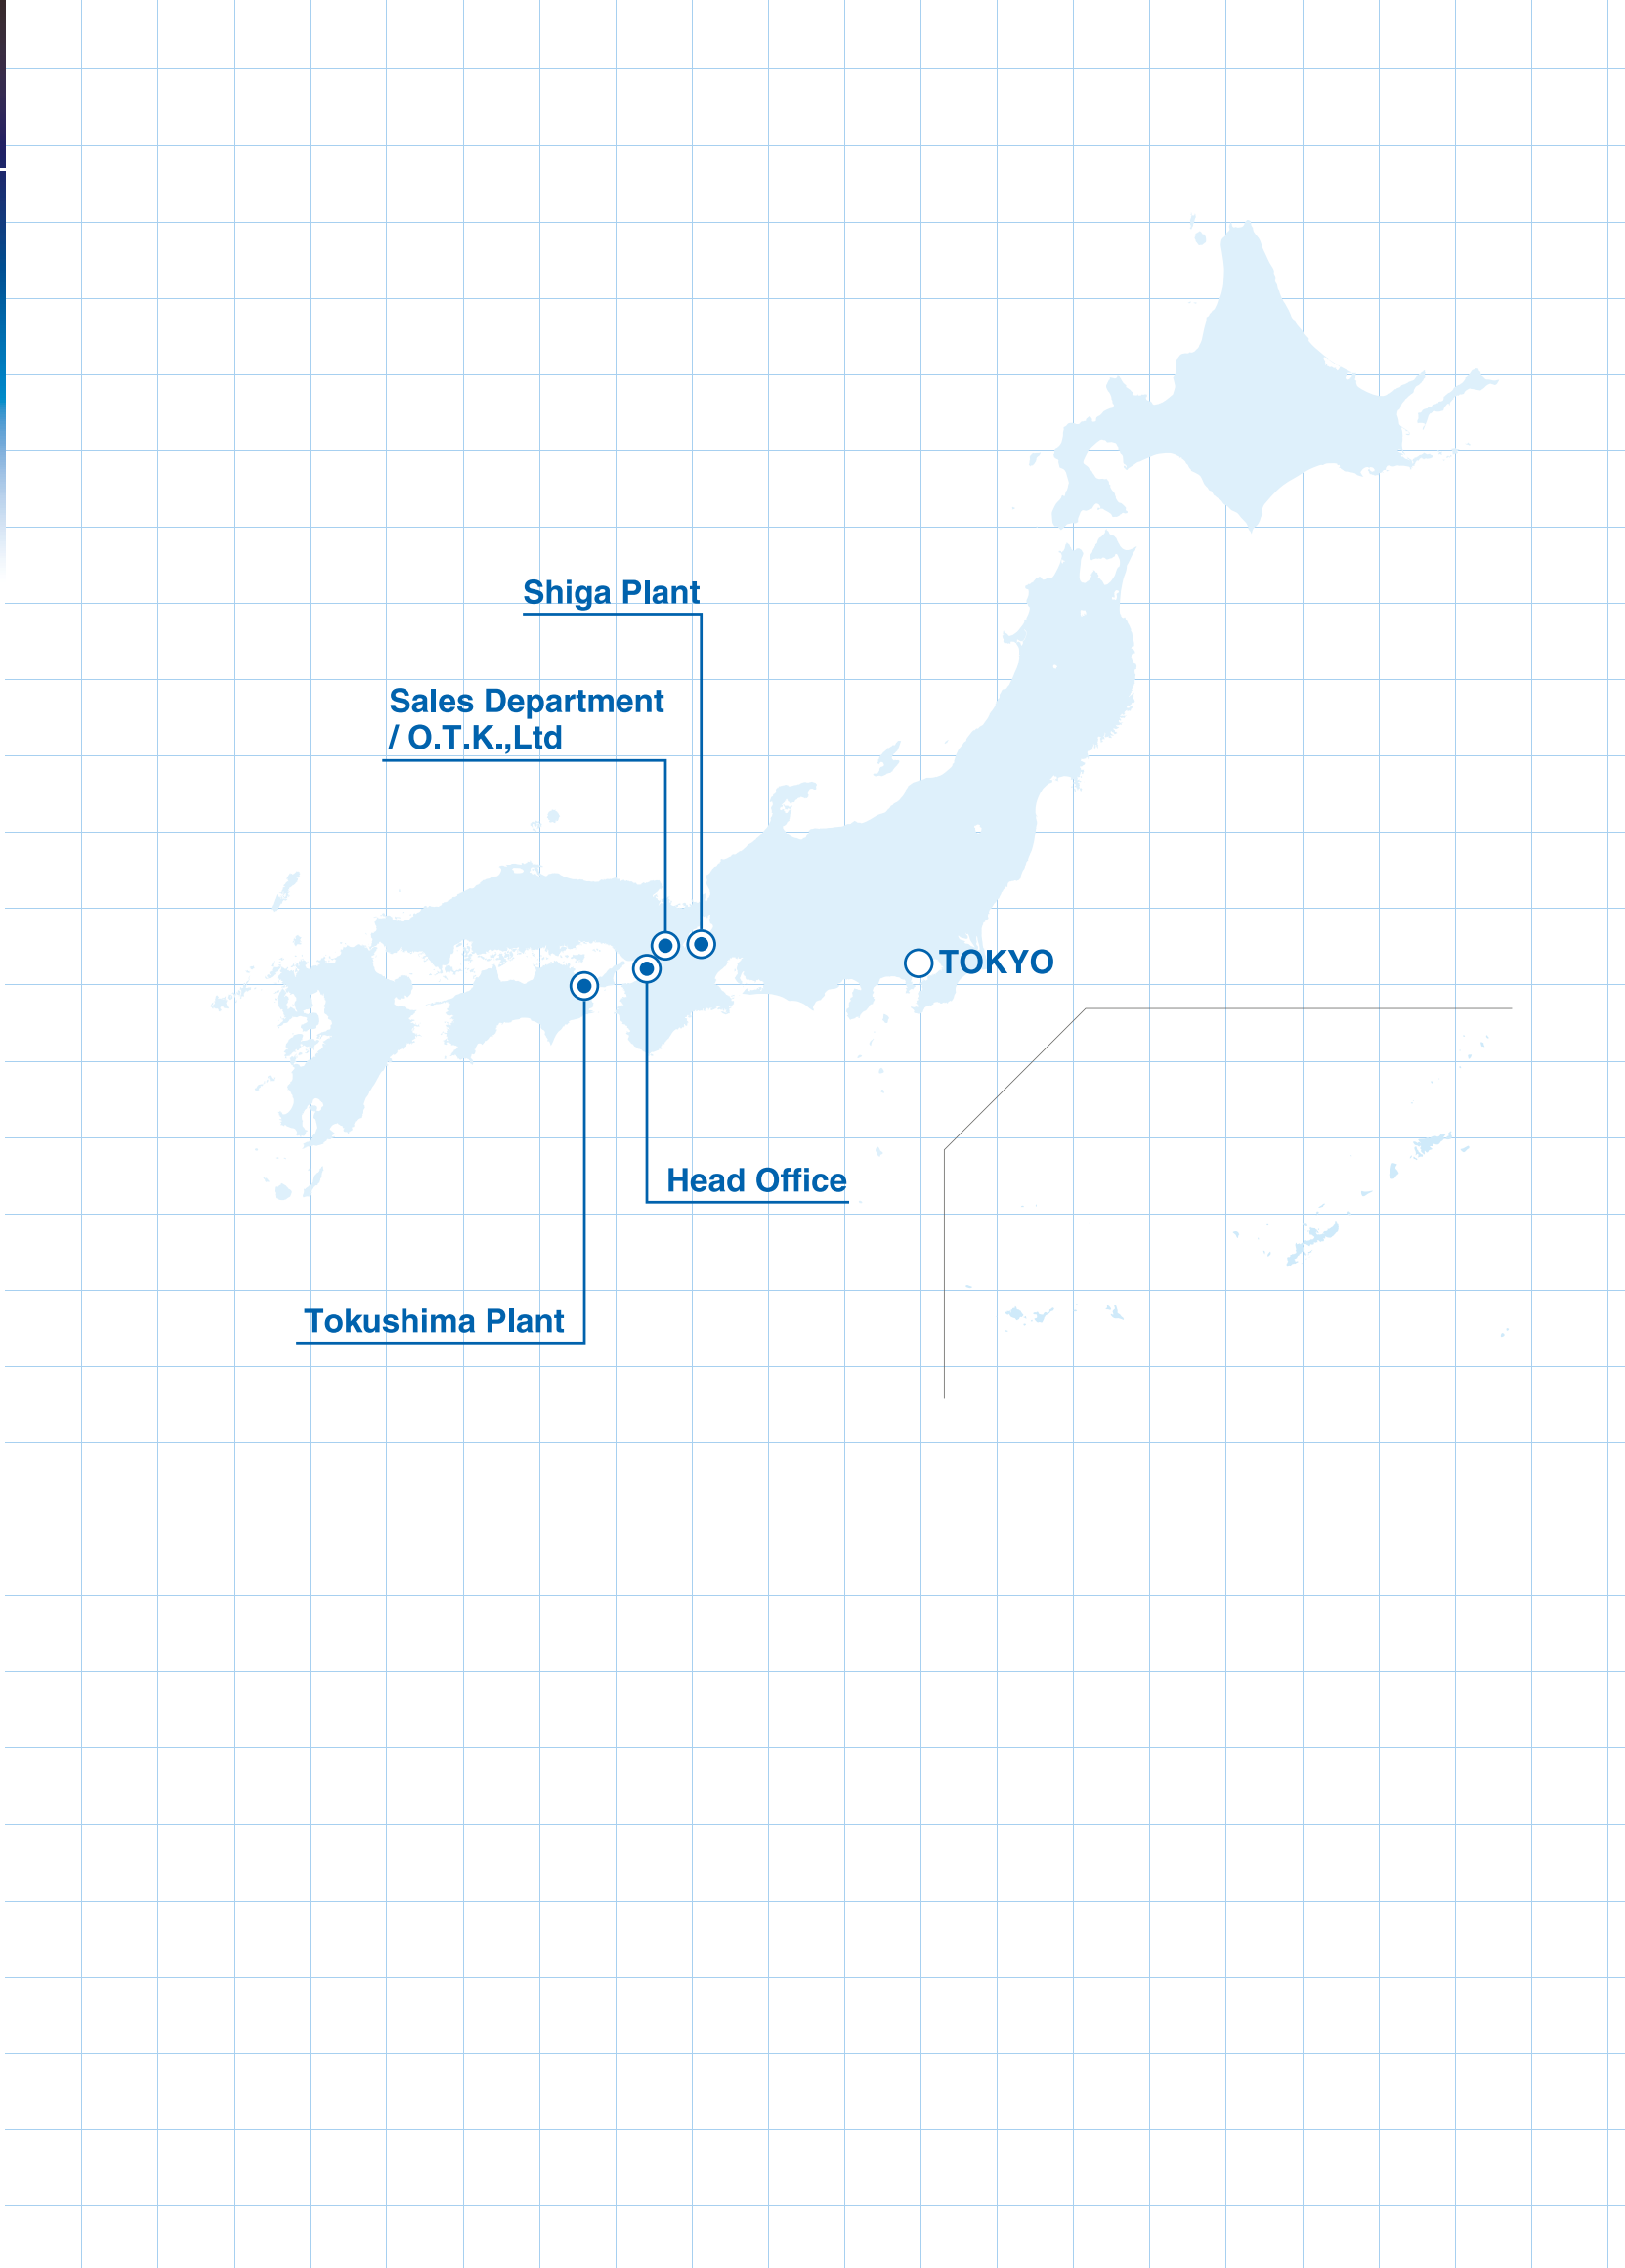 Shiga Plant
Sales Department
/ O.T.K.,Ltd
TOKYO
Head Office
Tokushima Plant